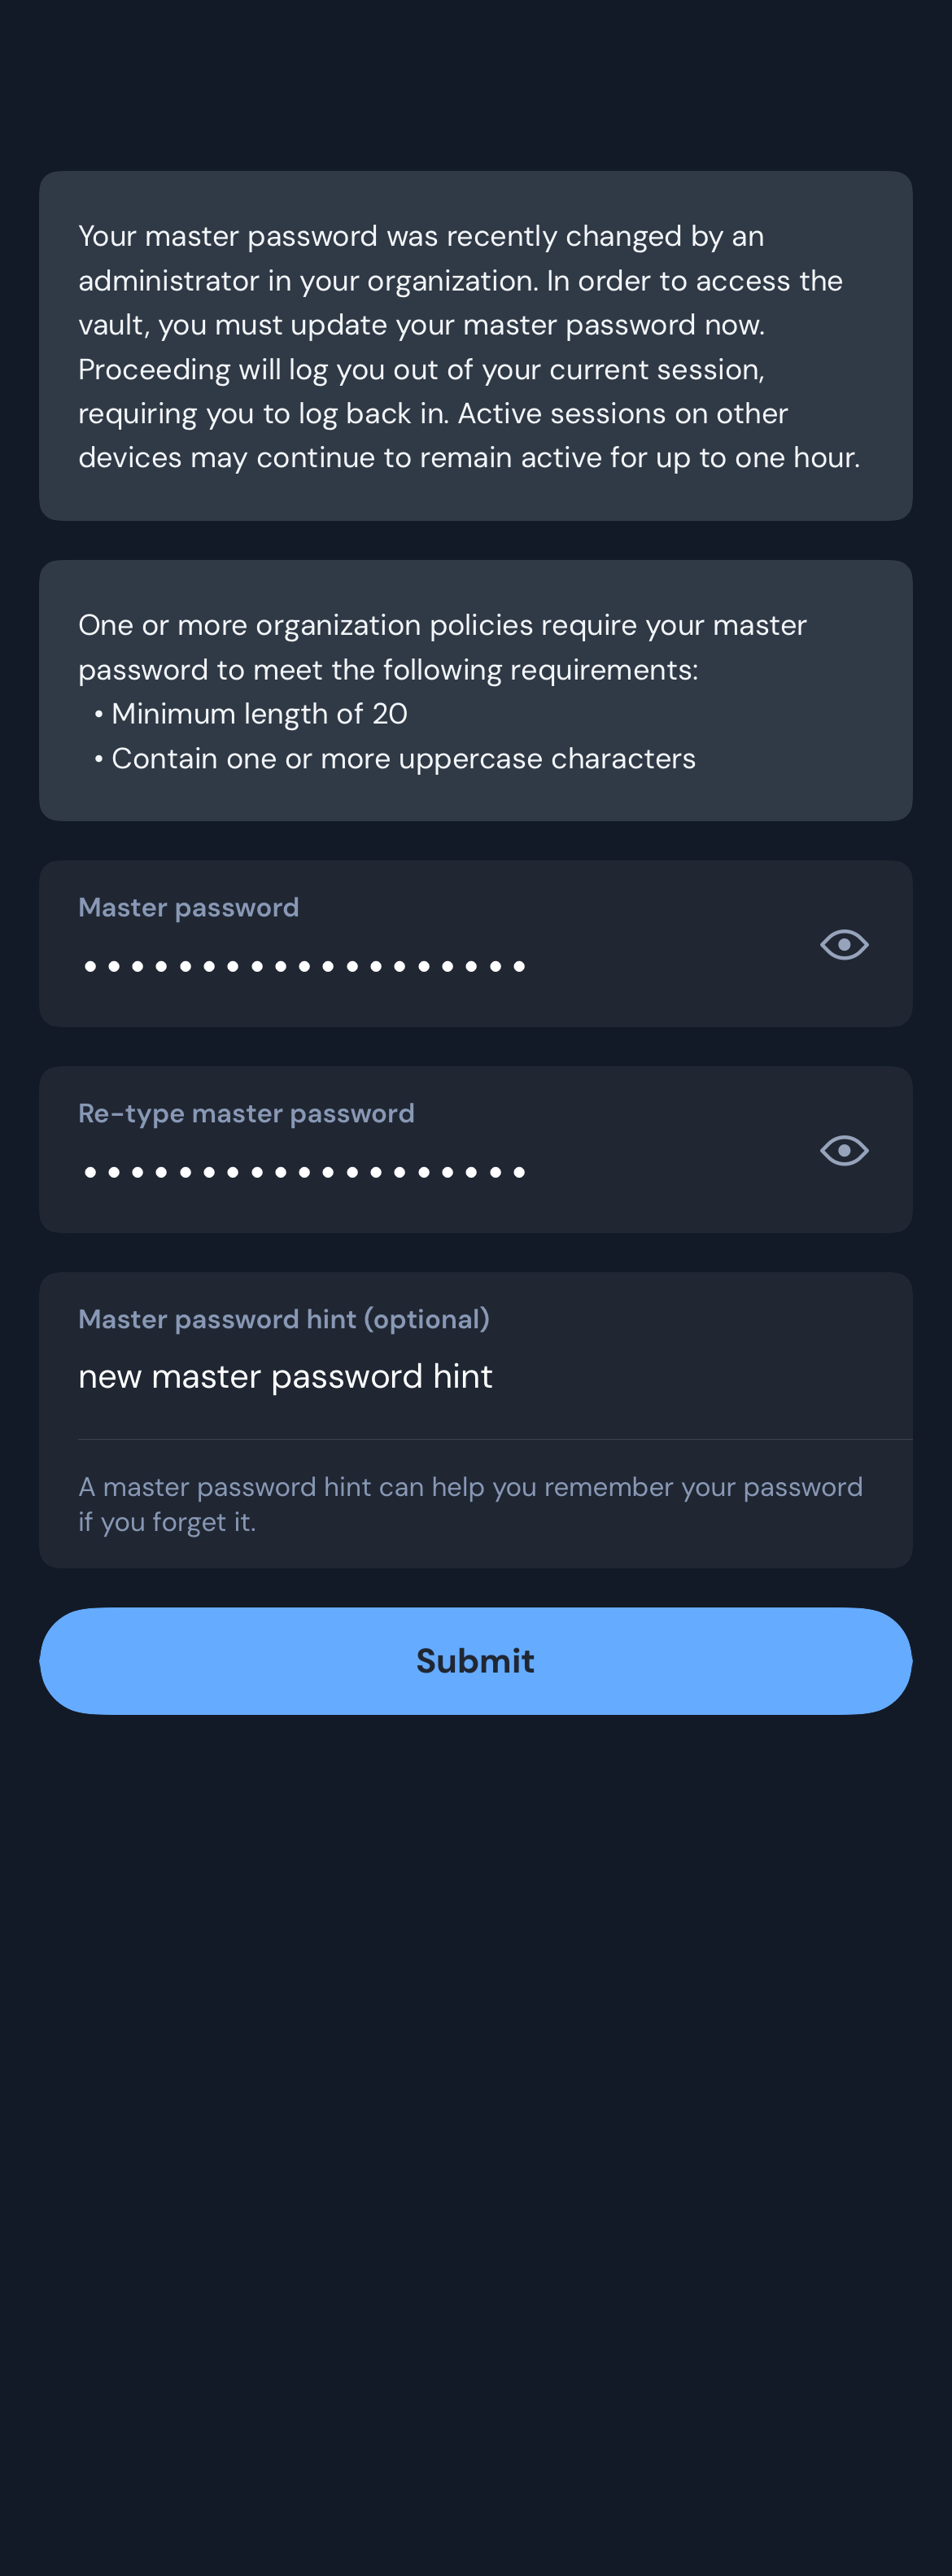 Your master password was recently changed by an
administrator in your organization. In order to access the
vault, you must update your master password now.
Proceeding will log you out of your current session,
requiring you to log back in. Active sessions on other
devices may continue to remain active for up to one hour.
One or more organization policies require your master
password to meet the following requirements:
• Minimum length of 20
• Contain one or more uppercase characters
Master password
•••••••••••••••••••
Re-type master password
•••••••••••••••••••
Master password hint (optional)
new master password hint
A master password hint can help you remember your password
if you forget it.
Submit